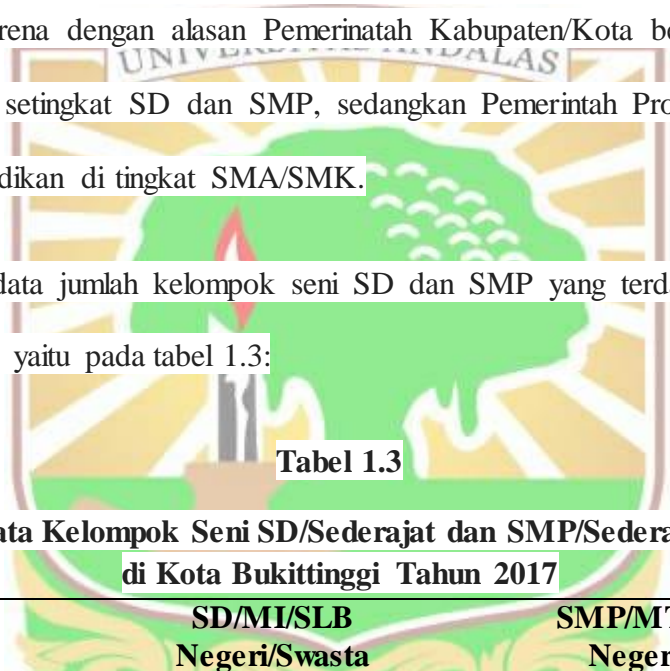 rena dengan alasan Pemerinatah Kabupaten/Kota be
UNIVERSITAS ANDALAS
setingkat SD dan SMP, sedangkan Pemerintah Pro
dikan di tingkat SMA/SMK.
data jumlah kelompok seni SD dan SMP yang terda
yaitu pada tabel 1.3:
Tabel 1.3
ata Kelompok Seni SD/Sederajat dan SMP/Sedera
di Kota Bukittinggi Tahun 2017
SD/MI/SLB SMP/MT
Negeri/Swasta Neger